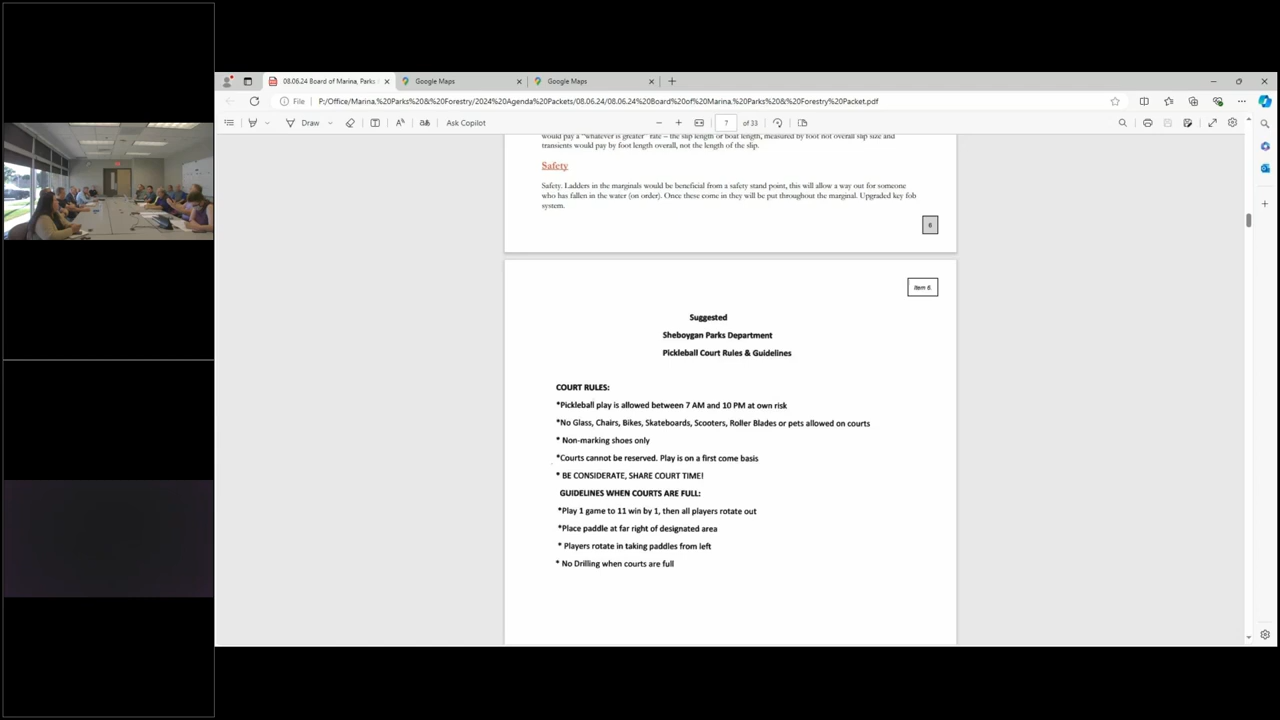 08.06.24 Board of Marina, Parks
Google Maps
Google Maps
File
P:/Office/Marina,%20Parks%20&%20Forestry/2024%20Agenda%20Packets/08.06.24/08.06.24%20Board%20of%20Marina,%20Parks%20&%20Forestry%20Packet.pdf
Draw
Ask Copilot
7
of 33
would pay a "whatever is greater" rate – the slip length or boat length, measured by foot not overall slip size and
transients would pay by foot length overall, not the length of the slip.
Safety
Safety. Ladders in the marginals would be beneficial from a safety stand point, this will allow a way out for someone
who has fallen in the water (on order). Once these come in they will be put throughout the marginal. Upgraded key fob
system.
6
Item 6.
Suggested
Sheboygan Parks Department
Pickleball Court Rules & Guidelines
COURT RULES:
*Pickleball play is allowed between 7 AM and 10 PM at own risk
*No Glass, Chairs, Bikes, Skateboards, Scooters, Roller Blades or pets allowed on courts
* Non-marking shoes only
*Courts cannot be reserved. Play is on a first come basis
* BE CONSIDERATE, SHARE COURT TIME!
GUIDELINES WHEN COURTS ARE FULL:
*Play 1 game to 11 win by 1, then all players rotate out
*Place paddle at far right of designated area
* Players rotate in taking paddles from left
* No Drilling when courts are full